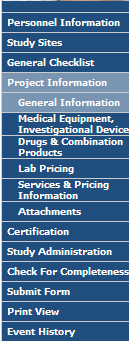 Personnel Information
Study Sites
General Checklist
Project Information
General Information
Medical Equipment,
Investigational Device
Drugs & Combination
Products
Lab Pricing
Services & Pricing
Information
Attachments
Certification
Study Administration
Check For Completeness
Submit Form
Print View
Event History